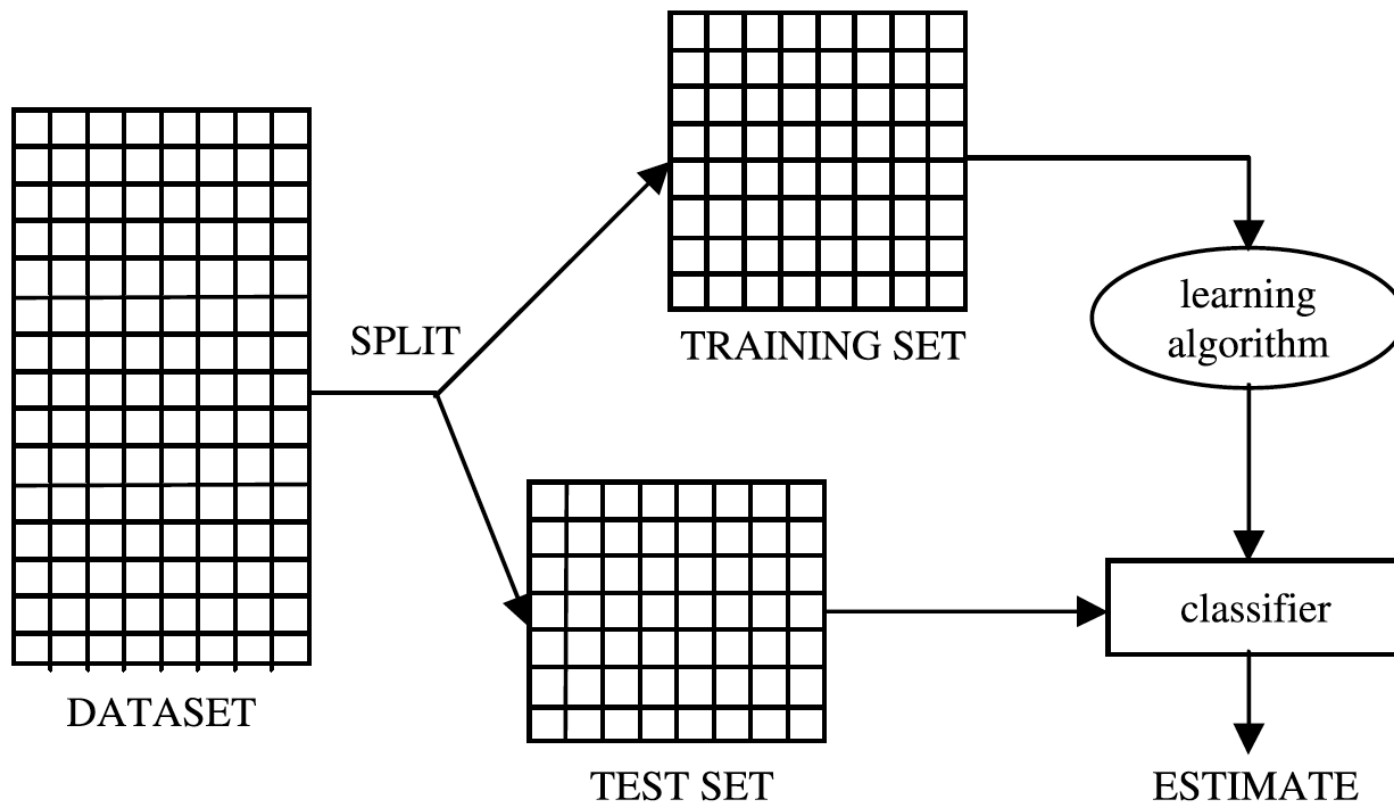 SPLIT
TRAINING SET
learning
algorithm
classifier
DATASET
TEST SET
ESTIMATE